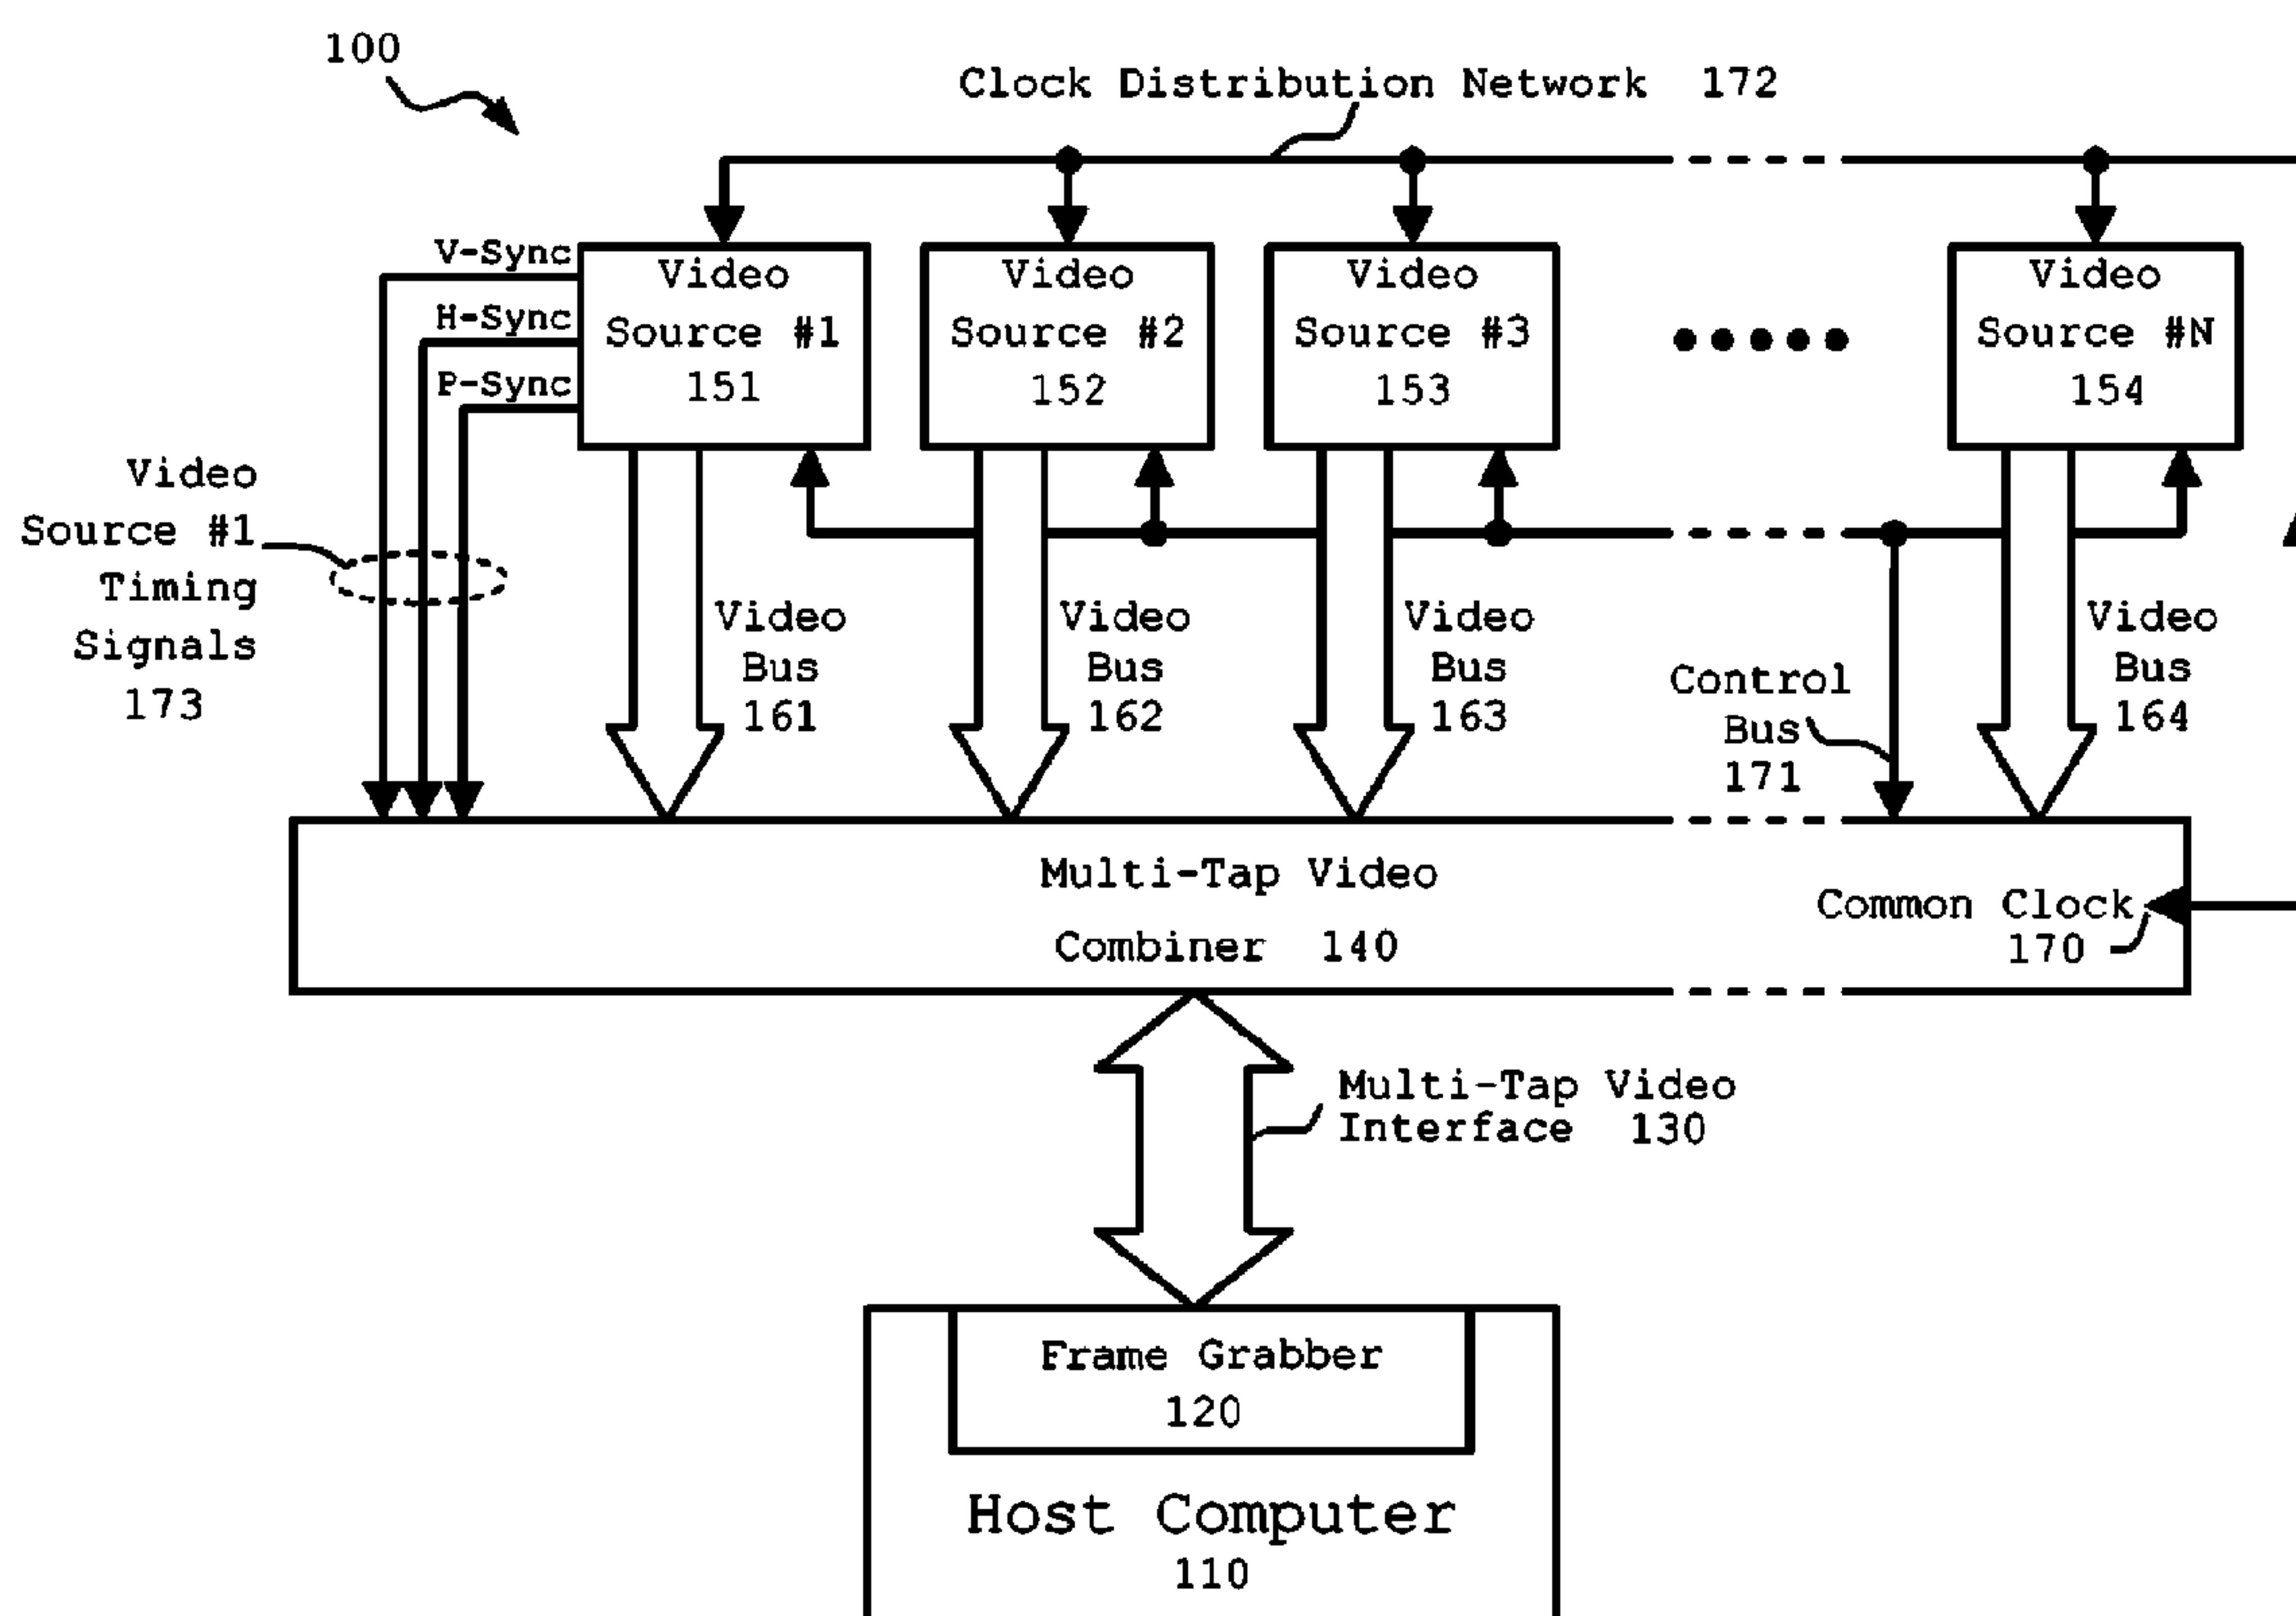 100
Clock Distribution Network 172
V-Sync
H-Sync
P-Sync
Video
Source #1
151
Video
Source #2
152
Video
Source #3
153
Video
Source #N
154
Video
Source #1
Timing
Signals
173
Video
Bus
161
Video
Bus
162
Video
Bus
163
Control
Bus
171
Video
Bus
164
Multi-Tap Video
Combiner 140
Common Clock
170
Multi-Tap Video
Interface 130
Frame Grabber
120
Host Computer
110